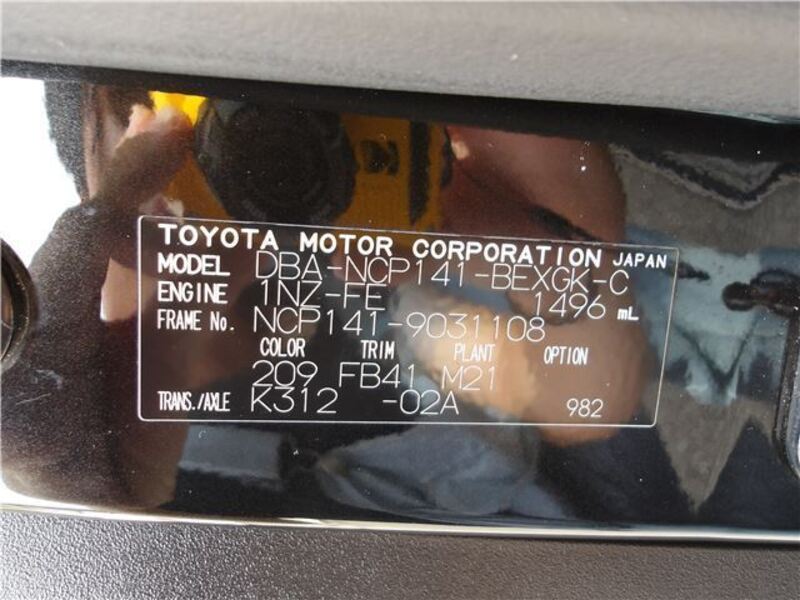 TOYOTA MOTOR CORPORATION JAPAN
MODEL DBA-NCP141-BEXGK-C
ENGINE 1NZ-FE 1496 mL
FRAME No. NCP141-9031108
COLOR TRIM PLANT OPTION
209 FB41 M21
TRANS./AXLE K312 -02A 982